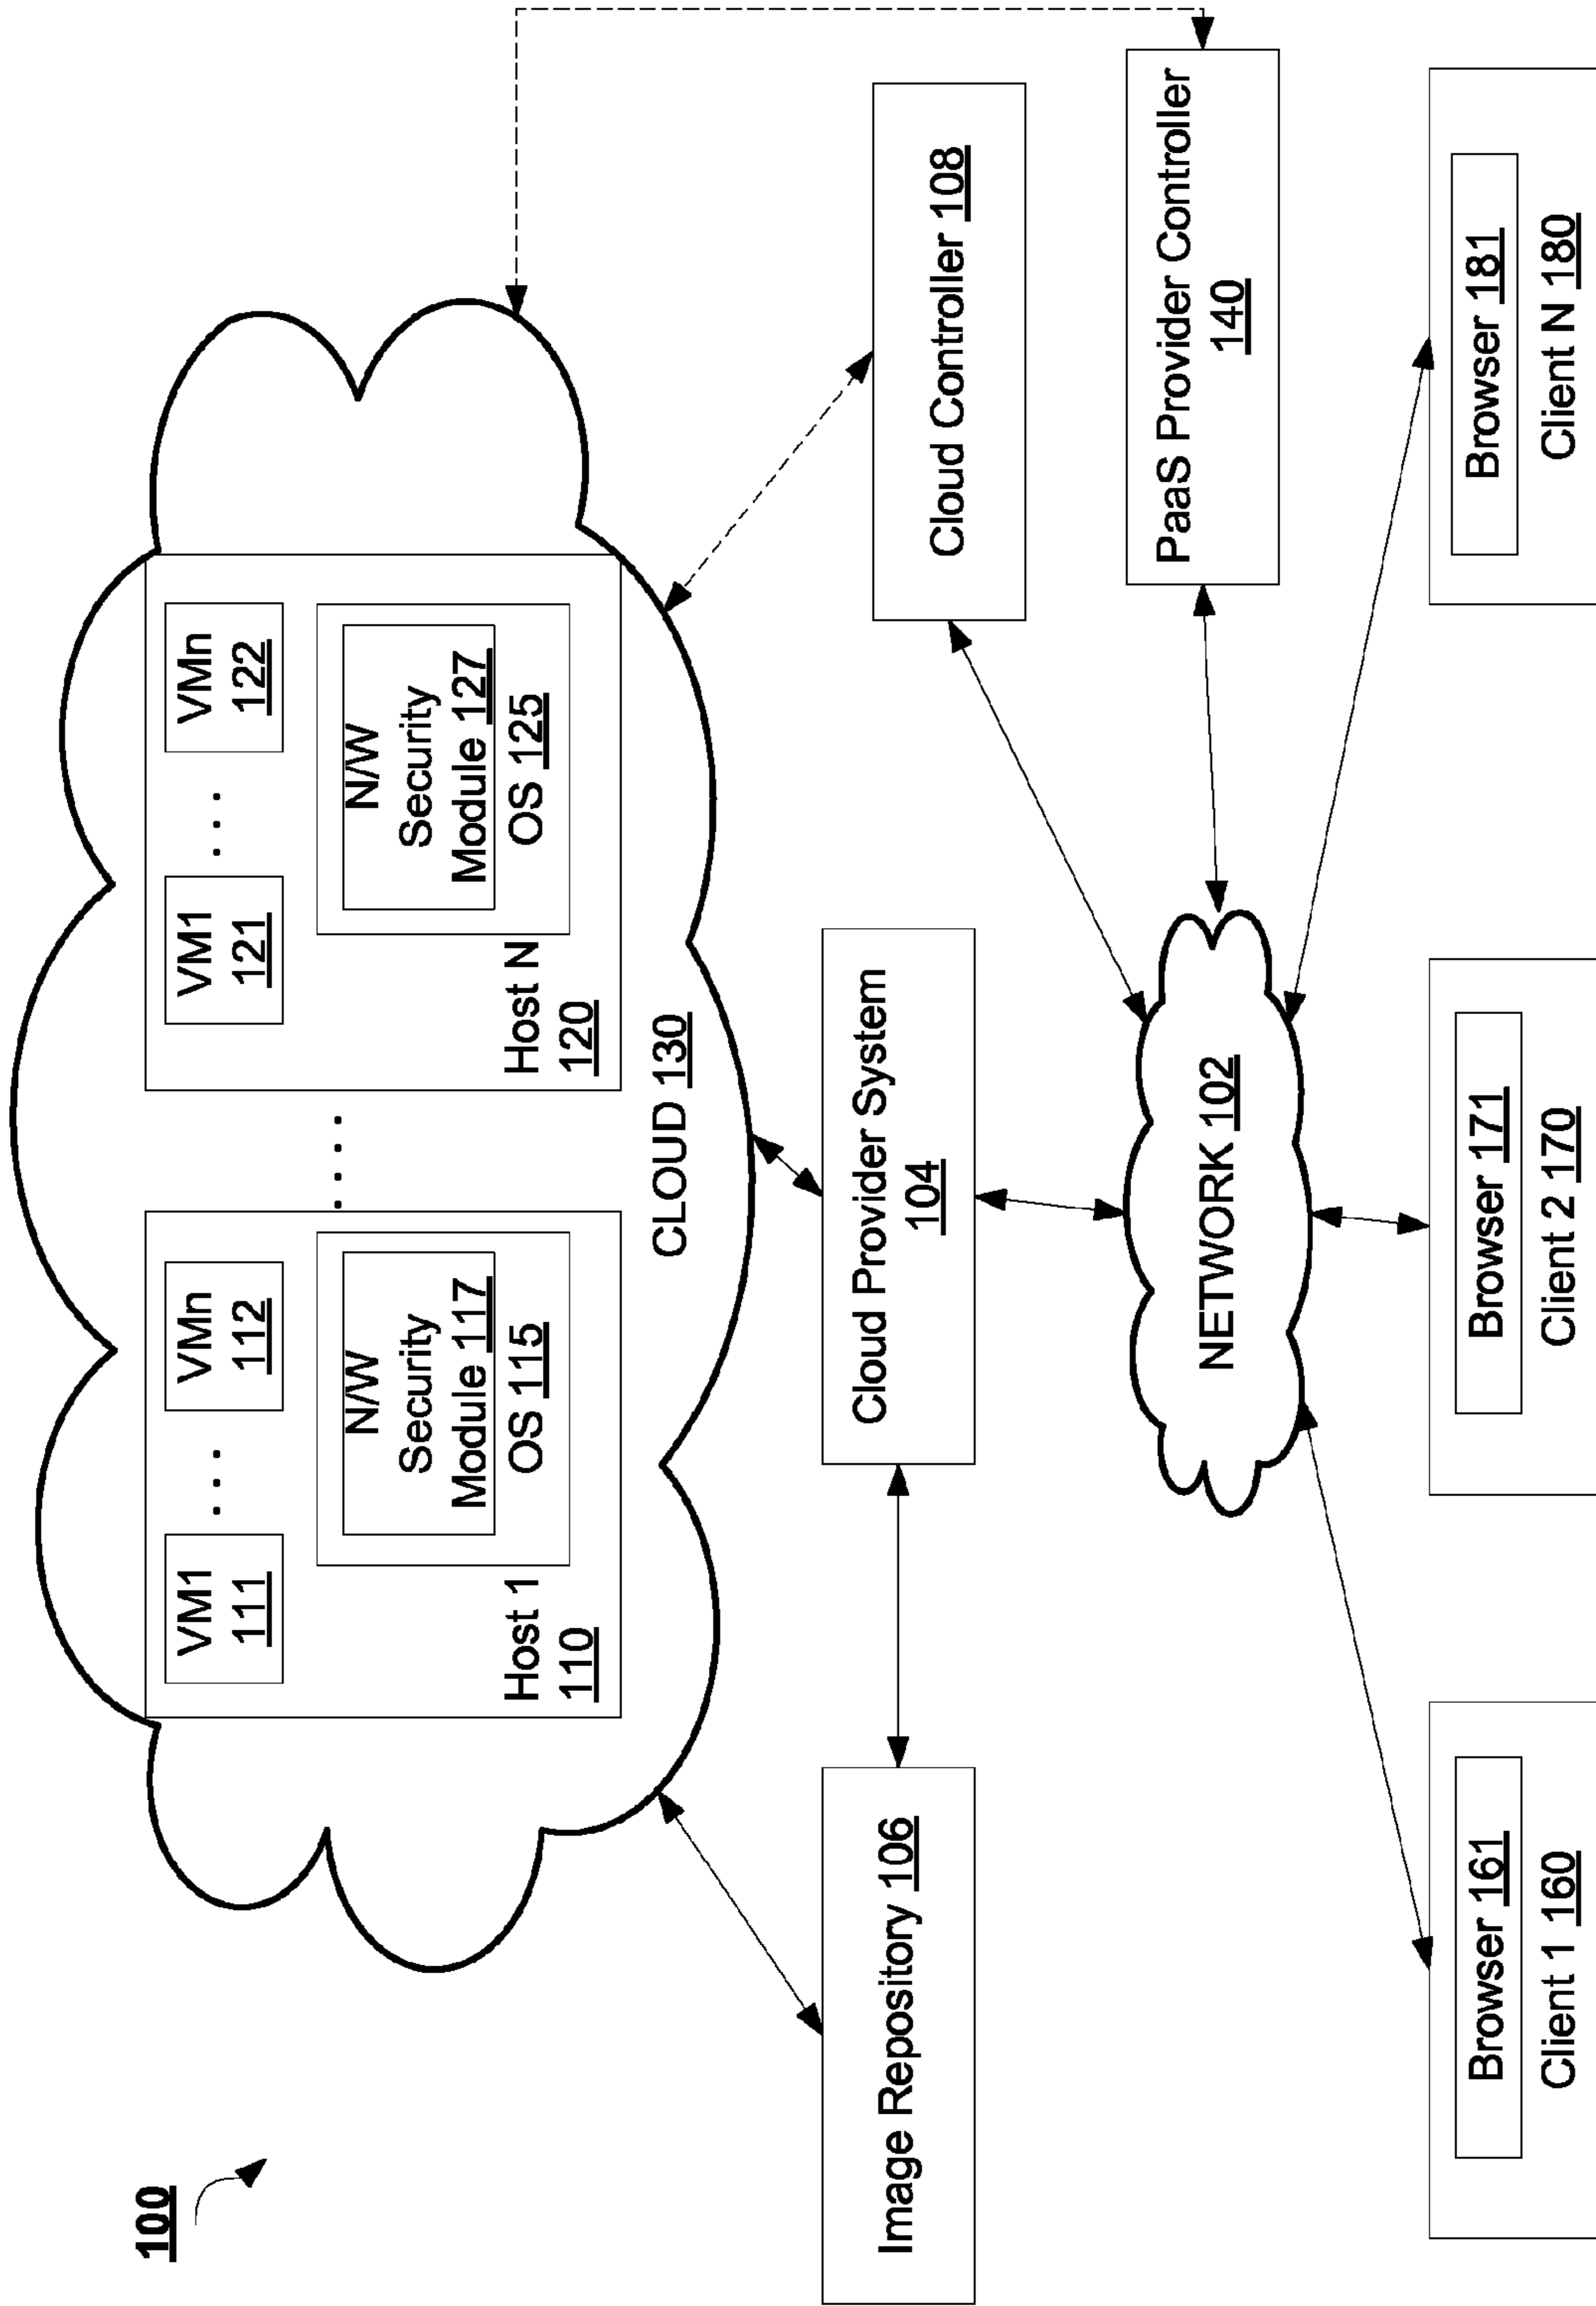 100
VM1
111
. . .
VMn
112
N/W
Security
Module 117
OS 115
Host 1
110
. . . .
VM1
121
. . .
VMn
122
N/W
Security
Module 127
OS 125
Host N
120
CLOUD 130
Image Repository 106
Cloud Provider System
104
Cloud Controller 108
NETWORK 102
PaaS Provider Controller
140
Browser 161
Client 1 160
Browser 171
Client 2 170
Browser 181
Client N 180